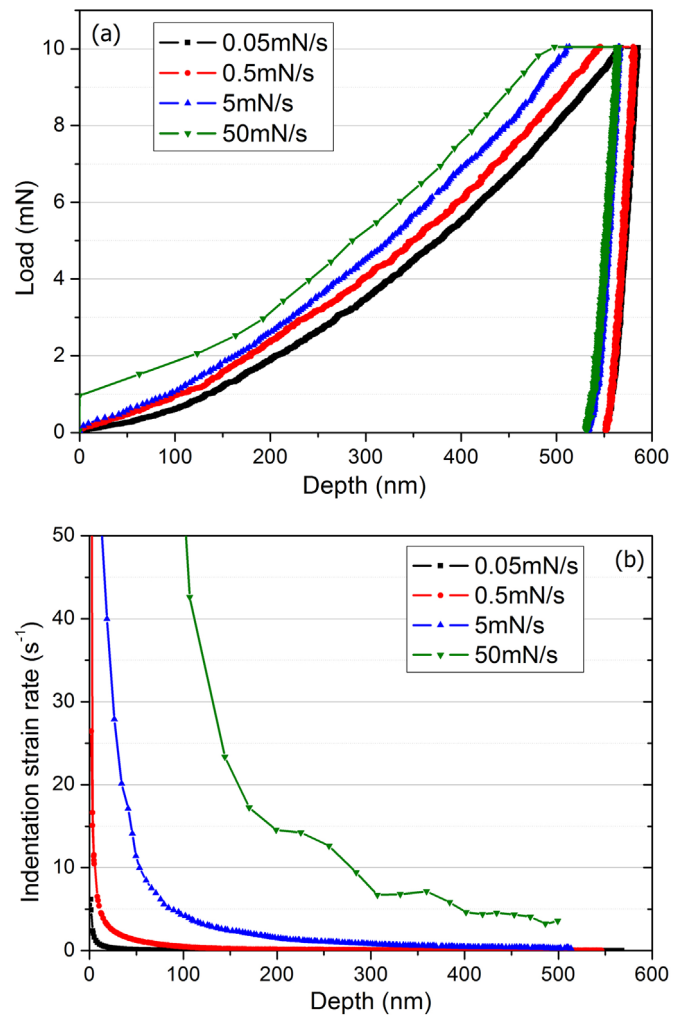 (a)
0.05mN/s
0.5mN/s
5mN/s
50mN/s
Load (mN)
10
8
6
4
2
0
0 100 200 300 400 500 600
Depth (nm)
(b)
0.05mN/s
0.5mN/s
5mN/s
50mN/s
Indentation strain rate (s⁻¹)
50
40
30
20
10
0
0 100 200 300 400 500 600
Depth (nm)